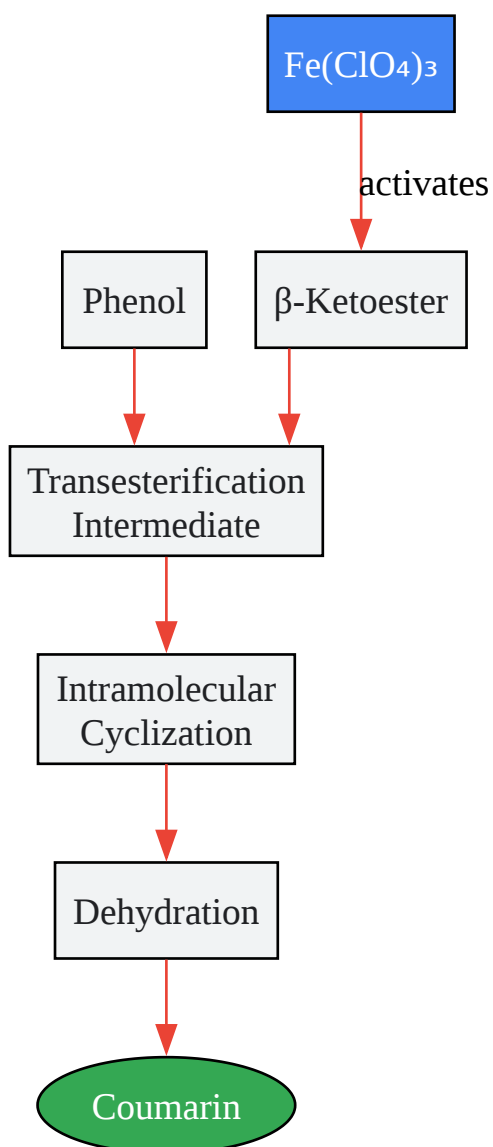 Fe(ClO₄)₃
activates
Phenol
β-Ketoester
Transesterification
Intermediate
Intramolecular
Cyclization
Dehydration
Coumarin